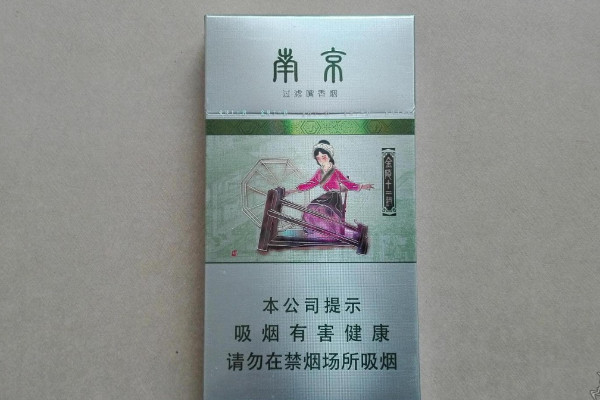 南京
过滤嘴香烟
金陵十二钗
本公司提示
吸烟有害健康
请勿在禁烟场所吸烟